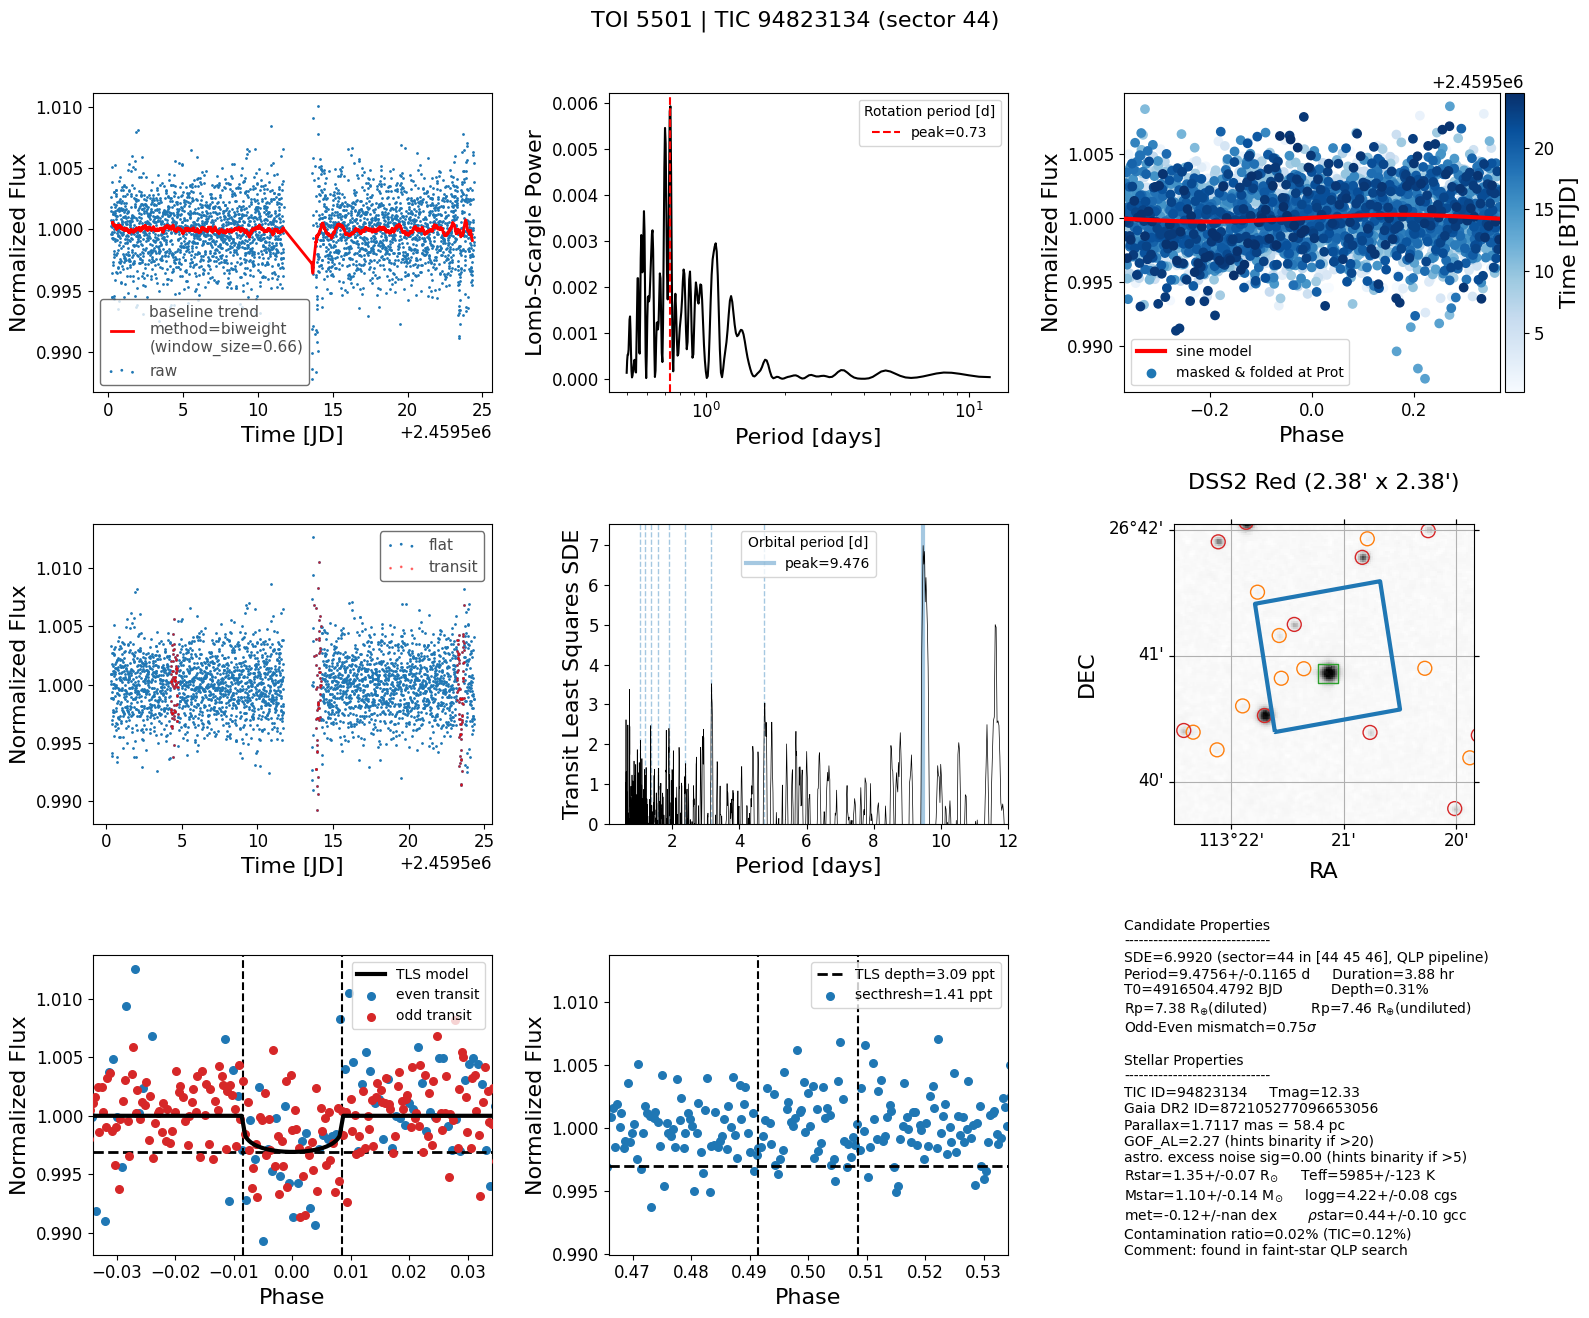 TOI 5501 | TIC 94823134 (sector 44)
1.010
1.005
1.000
0.995
0.990
Normalized Flux
baseline trend
method=biweight
(window_size=0.66)
raw
0 5 10 15 20 25
Time [JD]
+2.4595e6
0.006
0.005
0.004
0.003
0.002
0.001
0.000
Lomb-Scargle Power
Rotation period [d]
peak=0.73
10⁰ 10¹
Period [days]
+2.4595e6
1.005
1.000
0.995
0.990
Normalized Flux
sine model
masked & folded at Prot
−0.2 0.0 0.2
Phase
20
15
10
5
Time [BTJD]
1.010
1.005
1.000
0.995
0.990
Normalized Flux
flat
transit
0 5 10 15 20 25
Time [JD]
+2.4595e6
7
6
5
4
3
2
1
0
Transit Least Squares SDE
Orbital period [d]
peak=9.476
2 4 6 8 10 12
Period [days]
DSS2 Red (2.38' x 2.38')
26°42'
41'
40'
DEC
113°22' 21' 20'
RA
1.010
1.005
1.000
0.995
0.990
Normalized Flux
TLS model
even transit
odd transit
−0.03 −0.02 −0.01 0.00 0.01 0.02 0.03
Phase
1.010
1.005
1.000
0.995
0.990
Normalized Flux
TLS depth=3.09 ppt
secthresh=1.41 ppt
0.47 0.48 0.49 0.50 0.51 0.52 0.53
Phase
Candidate Properties
------------------------------
SDE=6.9920 (sector=44 in [44 45 46], QLP pipeline)
Period=9.4756+/-0.1165 d Duration=3.88 hr
T0=4916504.4792 BJD Depth=0.31%
Rp=7.38 R⊕(diluted) Rp=7.46 R⊕(undiluted)
Odd-Even mismatch=0.75σ
Stellar Properties
------------------------------
TIC ID=94823134 Tmag=12.33
Gaia DR2 ID=872105277096653056
Parallax=1.7117 mas = 58.4 pc
GOF_AL=2.27 (hints binarity if >20)
astro. excess noise sig=0.00 (hints binarity if >5)
Rstar=1.35+/-0.07 R⊙ Teff=5985+/-123 K
Mstar=1.10+/-0.14 M⊙ logg=4.22+/-0.08 cgs
met=-0.12+/-nan dex ρstar=0.44+/-0.10 gcc
Contamination ratio=0.02% (TIC=0.12%)
Comment: found in faint-star QLP search